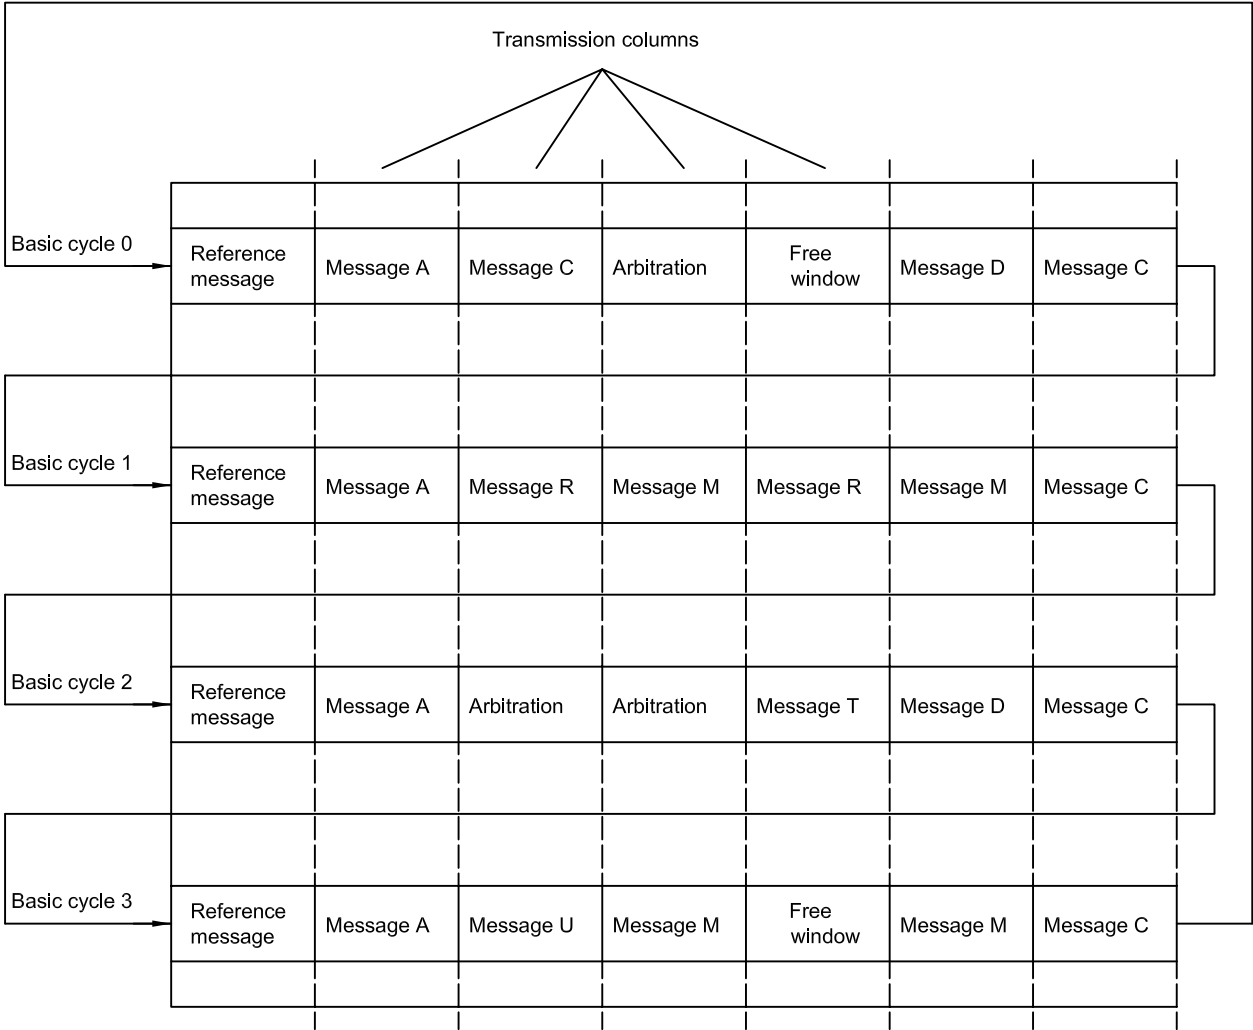 Transmission columns
Basic cycle 0
Reference message
Message A
Message C
Arbitration
Free window
Message D
Message C
Basic cycle 1
Reference message
Message A
Message R
Message M
Message R
Message M
Message C
Basic cycle 2
Reference message
Message A
Arbitration
Arbitration
Message T
Message D
Message C
Basic cycle 3
Reference message
Message A
Message U
Message M
Free window
Message M
Message C